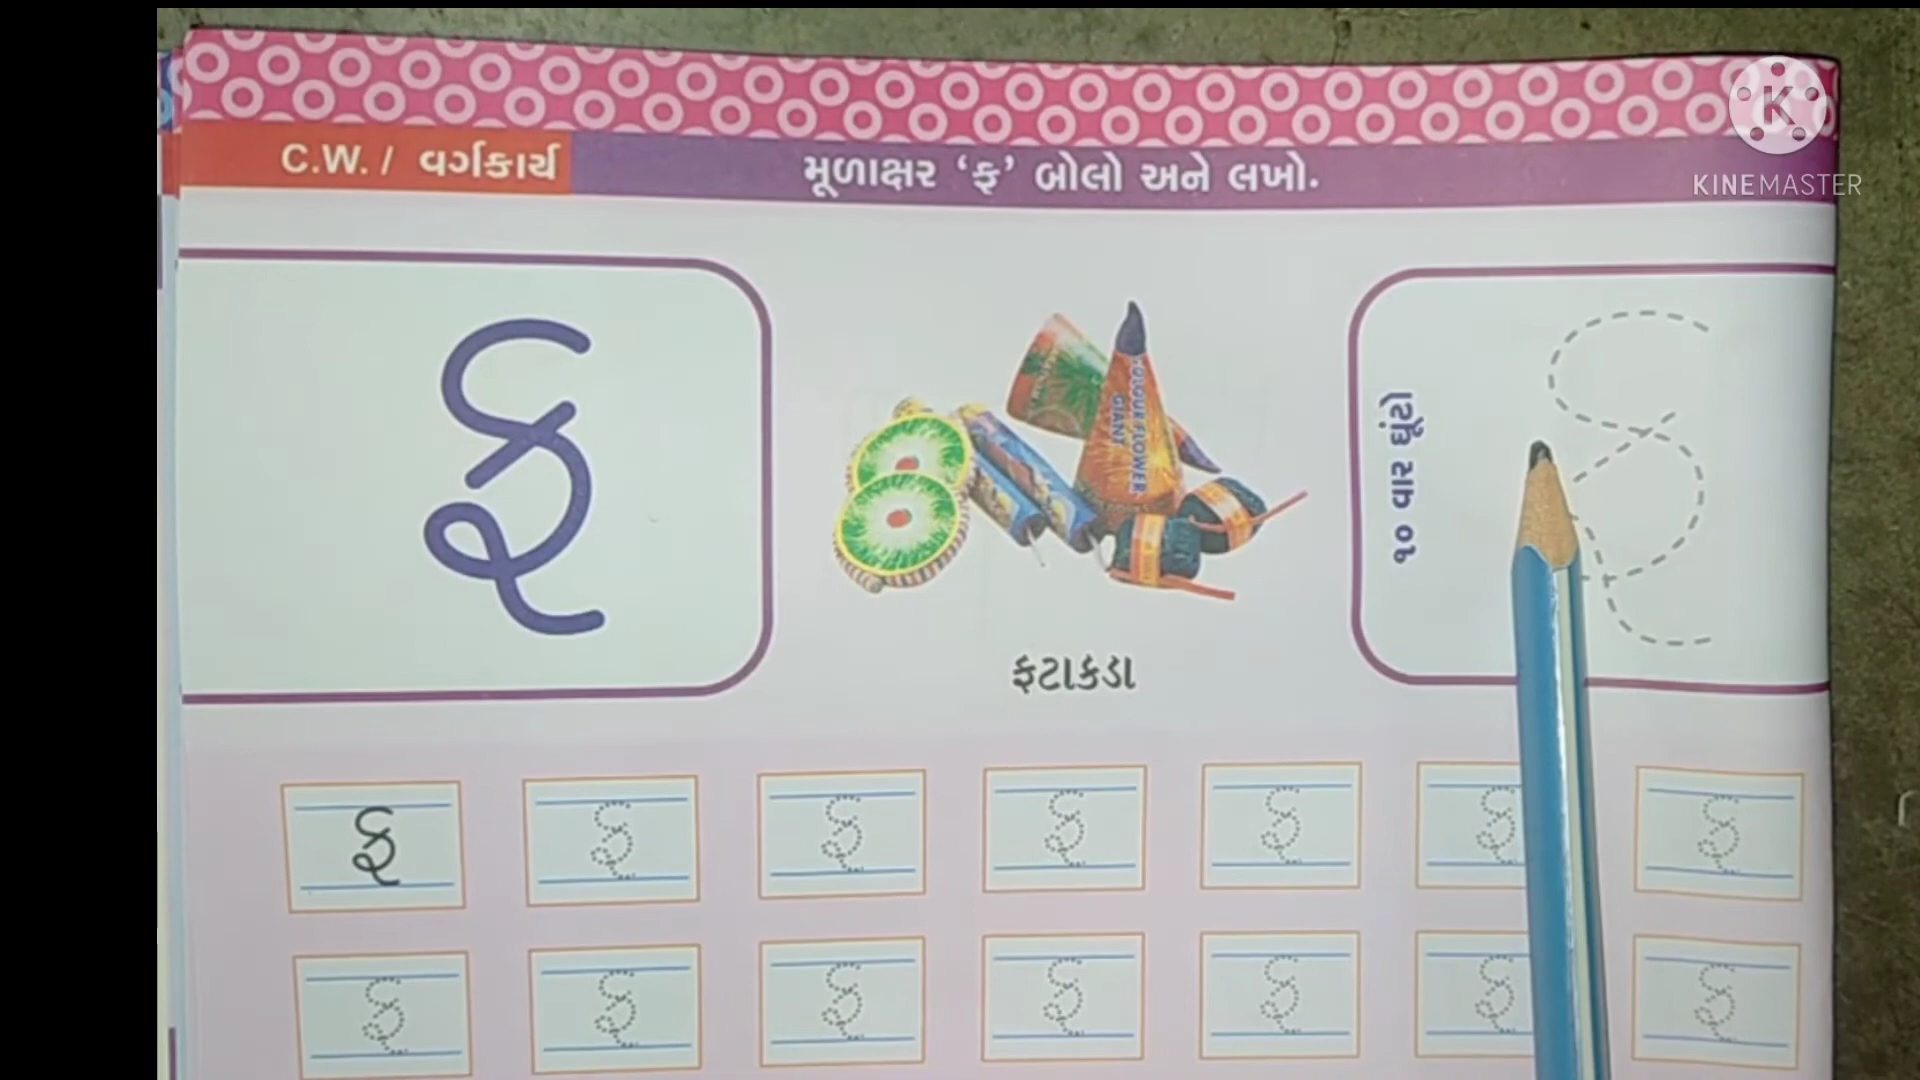 C.W. / વર્ગકાર્ય
મૂળાક્ષર ‘ફ’ બોલો અને લખો.
K
KINEMASTER
ફ
COLOUR FLOWER
GIANT
૧૦ વાર ઘૂંટો
ફ
ફટાકડા
ફ ફ ફ ફ ફ ફ ફ
ફ ફ ફ ફ ફ ફ ફ